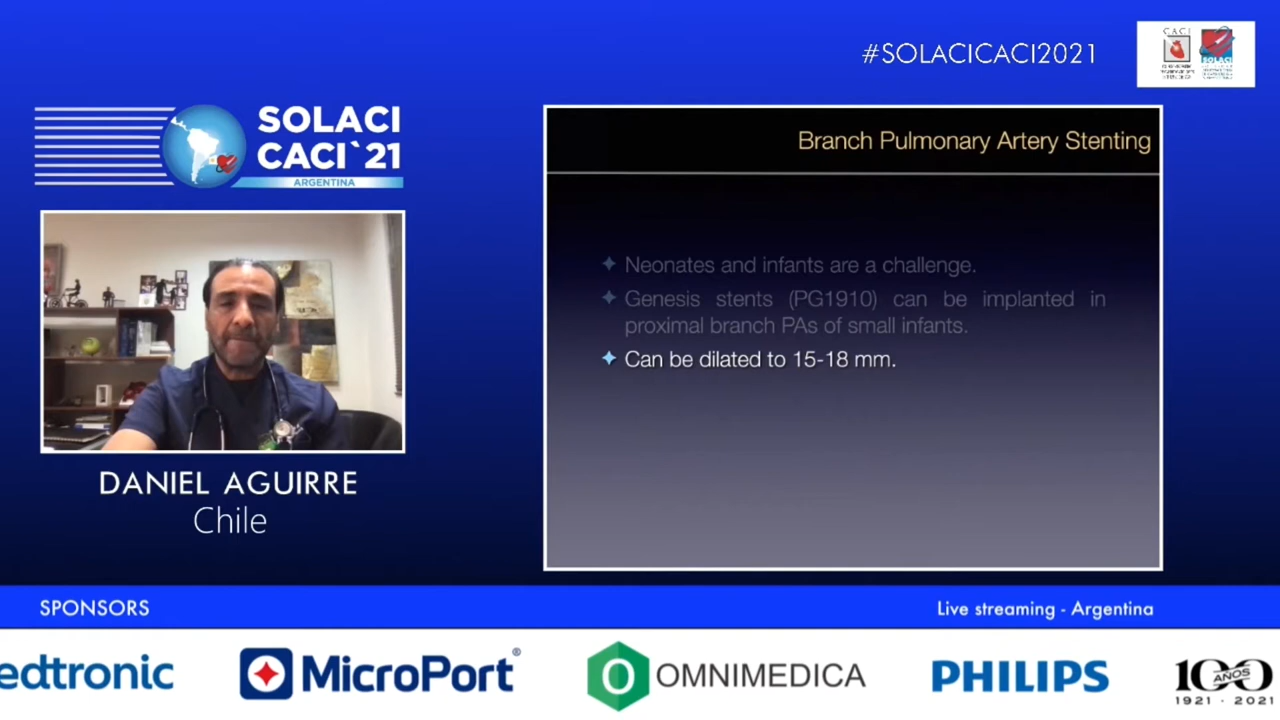 #SOLACICACI2021
SOLACI
CACI`21
ARGENTINA
Branch Pulmonary Artery Stenting
Neonates and infants are a challenge.
Genesis stents (PG1910) can be implanted in
proximal branch PAs of small infants.
Can be dilated to 15-18 mm.
DANIEL AGUIRRE
Chile
SPONSORS
Live streaming - Argentina
edtronic
MicroPort®
OMNIMEDICA
PHILIPS
100
AÑOS
1921 · 2021